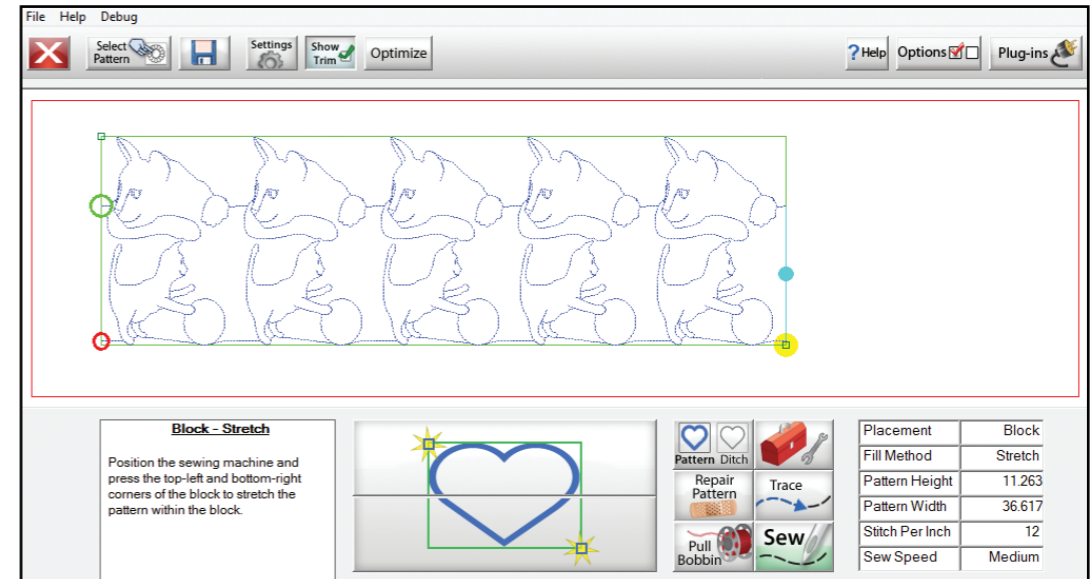 File Help Debug
Select
Pattern
Settings
Show
Trim
Optimize
? Help
Options
Plug-ins
Block - Stretch
Position the sewing machine and
press the top-left and bottom-right
corners of the block to stretch the
pattern within the block.
Pattern Ditch
Repair
Pattern
Trace
Pull
Bobbin
Sew
Placement Block
Fill Method Stretch
Pattern Height 11.263
Pattern Width 36.617
Stitch Per Inch 12
Sew Speed Medium